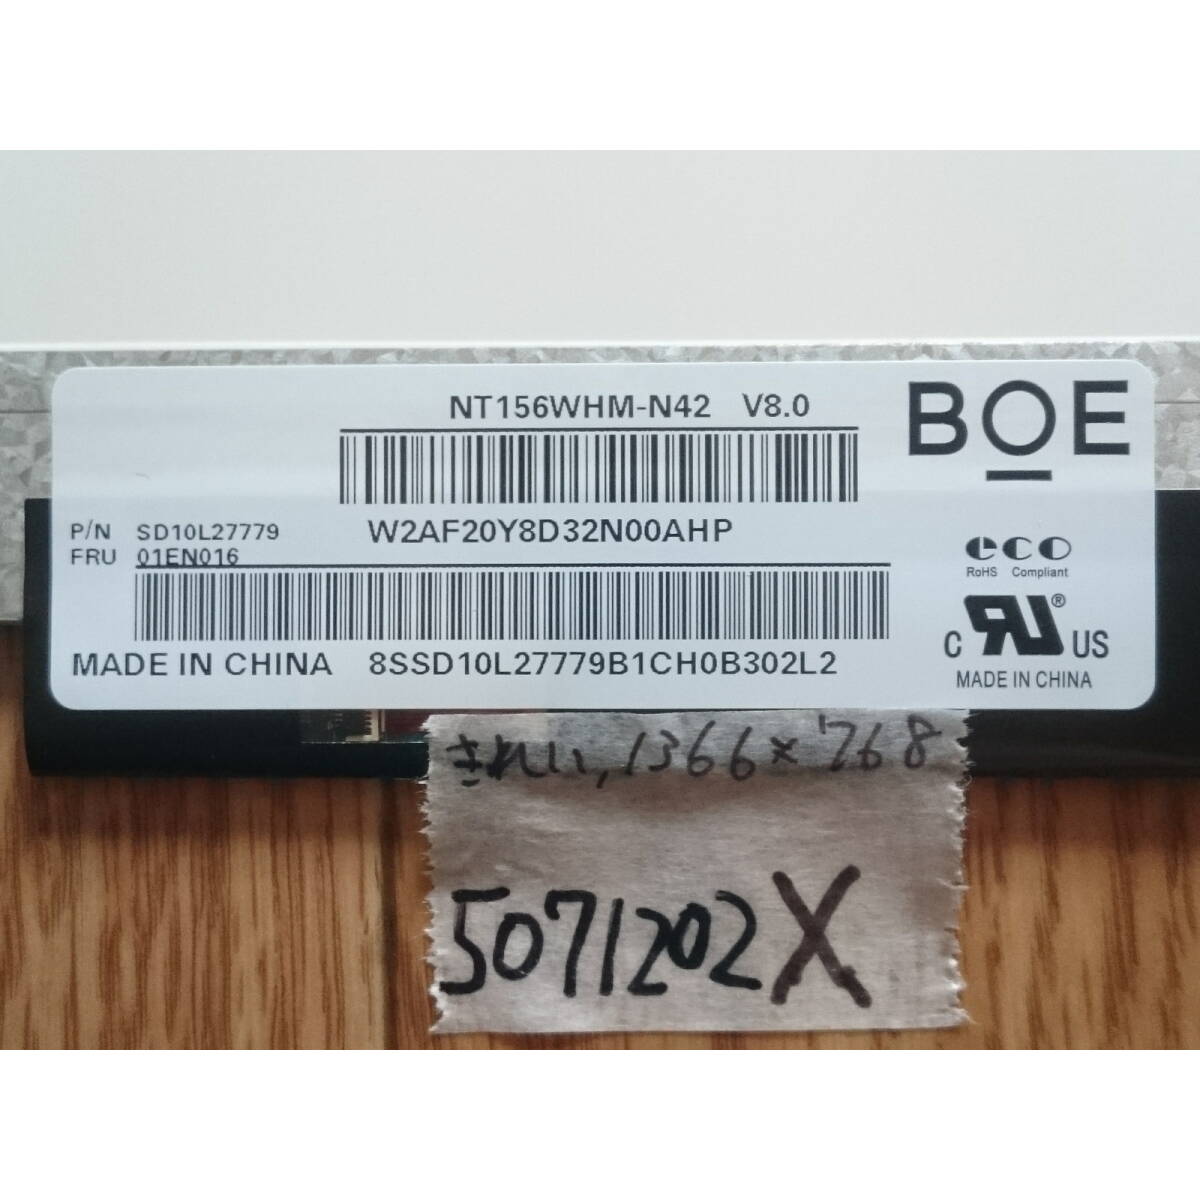 NT156WHM-N42 V8.0
BOE
W2AF20Y8D32N00AHP
P/N SD10L27779
FRU 01EN016
eco
RoHS Compliant
MADE IN CHINA 8SSD10L27779B1CH0B302L2
C RU® US
MADE IN CHINA
きれい,1366×768
5071202X